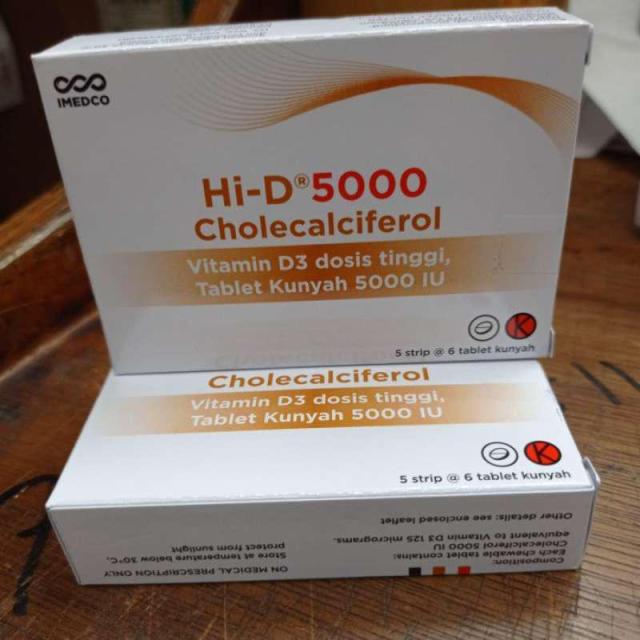 IMEDCO
Hi-D®5000
Cholecalciferol
Vitamin D3 dosis tinggi,
Tablet Kunyah 5000 IU
K
5 strip @ 6 tablet kunyah
Cholecalciferol
Vitamin D3 dosis tinggi,
Tablet Kunyah 5000 IU
K
5 strip @ 6 tablet kunyah
Composition:
Each chewable tablet contains:
Cholecalciferol 5000 IU
equivalent to Vitamin D3 125 micrograms.
Other details: see enclosed leaflet
ON MEDICAL PRESCRIPTION ONLY
Store at temperature below 30°C,
protect from sunlight